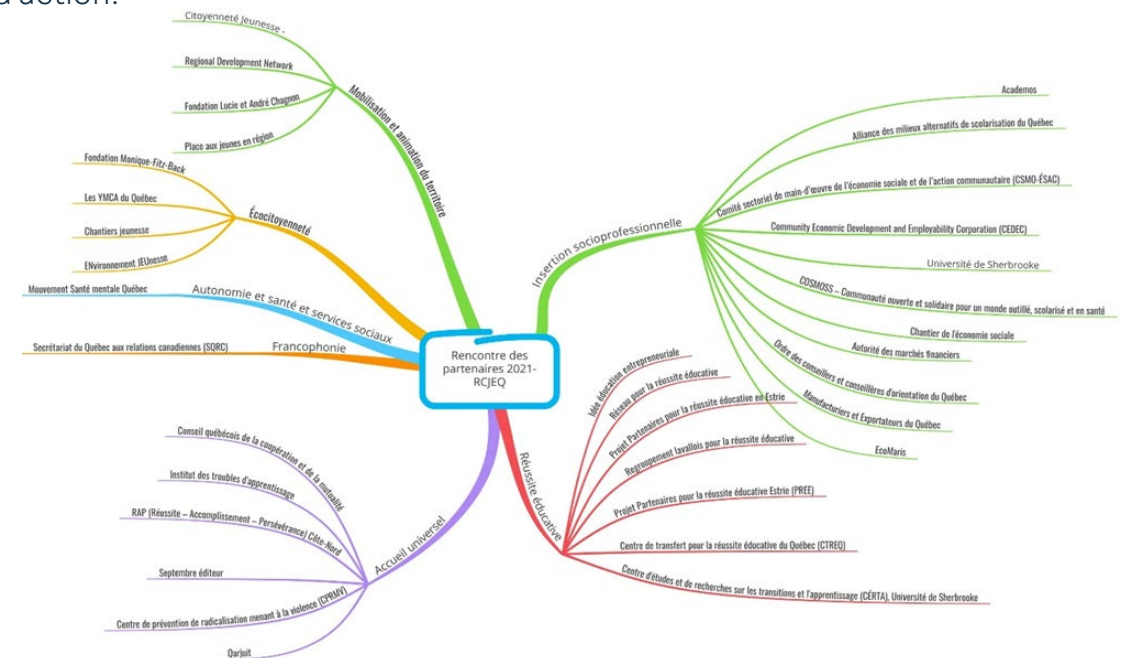 d'action.
Citoyenneté Jeunesse -
Regional Development Network
Fondation Lucie et André Chagnon
Place aux jeunes en région
Mobilisation et animation du territoire
Fondation Monique-Fitz-Back
Les YMCA du Québec
Chantiers jeunesse
ENvironnement JEUnesse
Écocitoyenneté
Mouvement Santé mentale Québec
Autonomie et santé et services sociaux
Secrétariat du Québec aux relations canadiennes (SQRC)
Francophonie
Rencontre des
partenaires 2021-
RCJEQ
Insertion socioprofessionnelle
Academos
Alliance des milieux alternatifs de scolarisation du Québec
Comité sectoriel de main-d'œuvre de l'économie sociale et de l'action communautaire (CSMO-ÉSAC)
Community Economic Development and Employability Corporation (CEDEC)
Université de Sherbrooke
COSMOSS – Communauté ouverte et solidaire pour un monde outillé, scolarisé et en santé
Chantier de l'économie sociale
Autorité des marchés financiers
Ordre des conseillers et conseillères d'orientation du Québec
Manufacturiers et Exportateurs du Québec
EcoMaris
Réussite éducative
Idée éducation entrepreneuriale
Réseau pour la réussite éducative
Projet Partenaires pour la réussite éducative en Estrie
Regroupement lavallois pour la réussite éducative
Projet Partenaires pour la réussite éducative Estrie (PREE)
Centre de transfert pour la réussite éducative du Québec (CTREQ)
Centre d'études et de recherches sur les transitions et l'apprentissage (CÉRTA), Université de Sherbrooke
Accueil universel
Conseil québécois de la coopération et de la mutualité
Institut des troubles d'apprentissage
RAP (Réussite – Accomplissement – Persévérance) Côte-Nord
Septembre éditeur
Centre de prévention de radicalisation menant à la violence (CPRMV)
Qarjuit